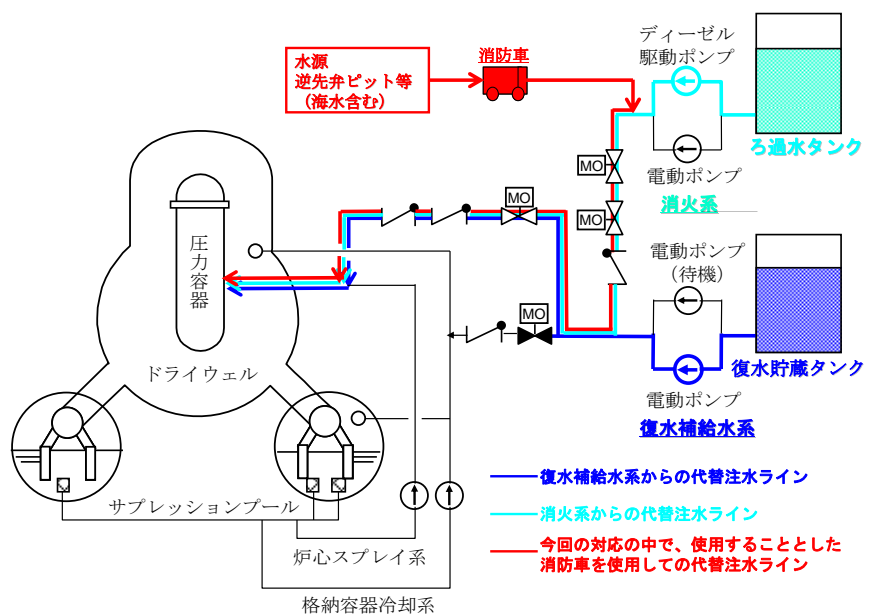 ディーゼル
駆動ポンプ
消防車
水源
逆先弁ピット等
（海水含む）
ろ過水タンク
MO
電動ポンプ
消火系
MO
MO
電動ポンプ
（待機）
圧力容器
MO
復水貯蔵タンク
ドライウェル
電動ポンプ
復水補給水系
復水補給水系からの代替注水ライン
サプレッションプール
消火系からの代替注水ライン
今回の対応の中で、使用することとした
消防車を使用しての代替注水ライン
炉心スプレイ系
格納容器冷却系